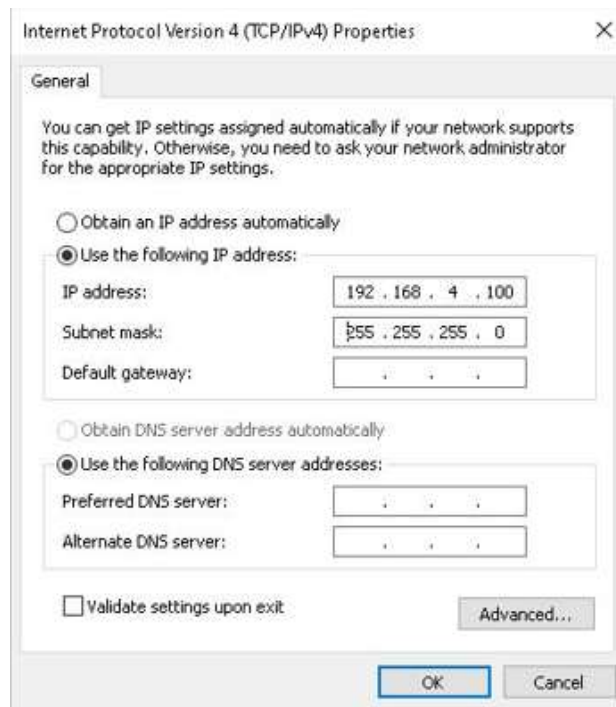 Internet Protocol Version 4 (TCP/IPv4) Properties
General
You can get IP settings assigned automatically if your network supports
this capability. Otherwise, you need to ask your network administrator
for the appropriate IP settings.
Obtain an IP address automatically
Use the following IP address:
IP address: 192 . 168 . 4 . 100
Subnet mask: 255 . 255 . 255 . 0
Default gateway: . . .
Obtain DNS server address automatically
Use the following DNS server addresses:
Preferred DNS server: . . .
Alternate DNS server: . . .
Validate settings upon exit
Advanced...
OK Cancel